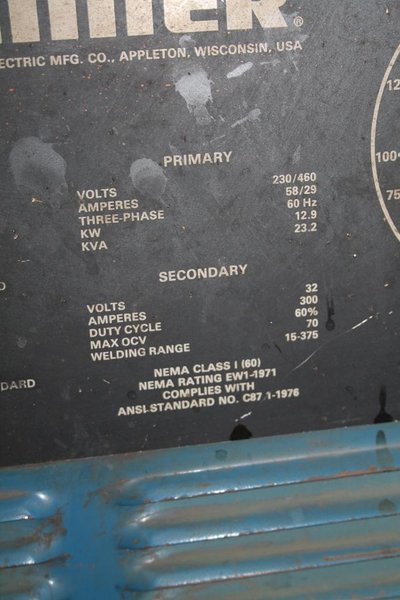 ELECTRIC MFG. CO., APPLETON, WISCONSIN, USA
PRIMARY
VOLTS 230/460
AMPERES 58/29
THREE-PHASE 60 Hz
KW 12.9
KVA 23.2
SECONDARY
VOLTS 32
AMPERES 300
DUTY CYCLE 60%
MAX OCV 70
WELDING RANGE 15-375
NEMA CLASS I (60)
NEMA RATING EW1-1971
COMPLIES WITH
ANSI STANDARD NO. C87.1-1976
DARD
12
100
75